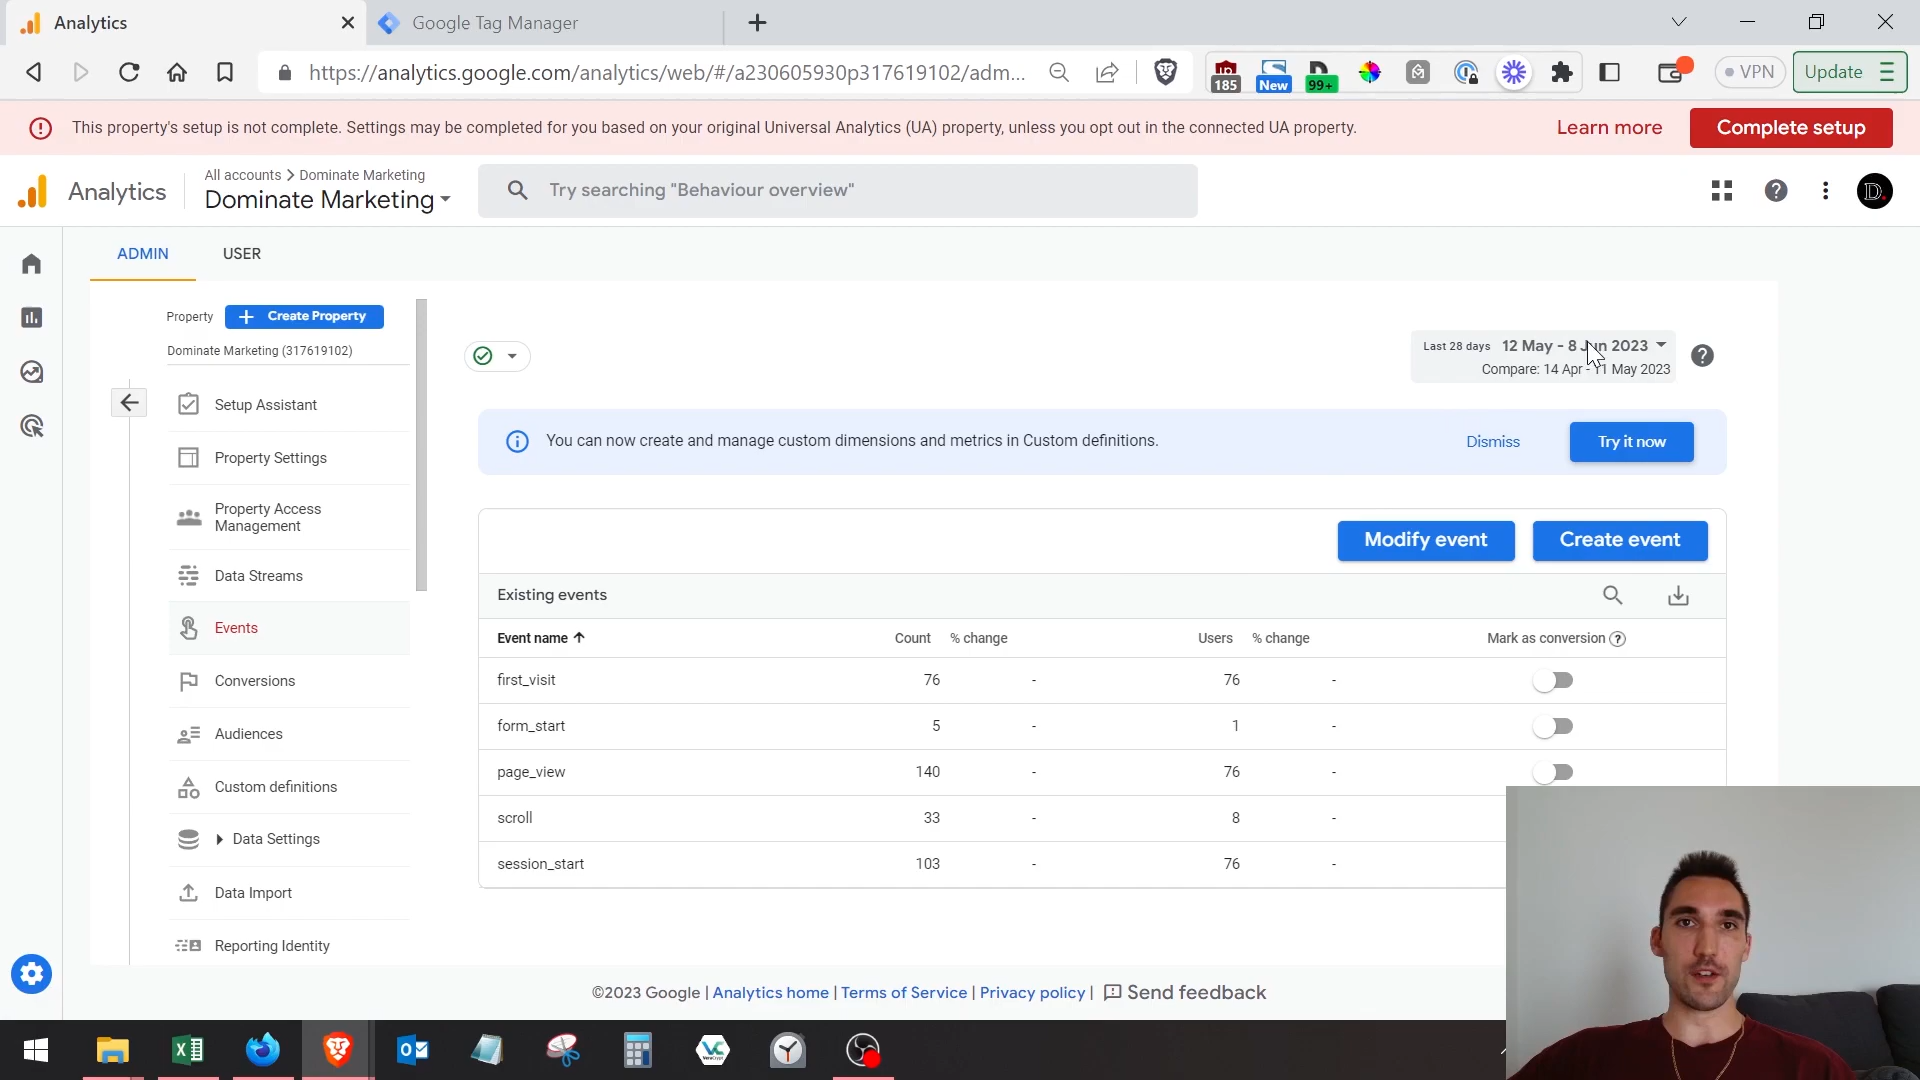 Analytics
Google Tag Manager
https://analytics.google.com/analytics/web/#/a230605930p317619102/adm...
185
New
99+
VPN
Update
This property's setup is not complete. Settings may be completed for you based on your original Universal Analytics (UA) property, unless you opt out in the connected UA property.
Learn more
Complete setup
Analytics
All accounts > Dominate Marketing
Dominate Marketing
Try searching "Behaviour overview"
D.
ADMIN
USER
Property
Create Property
Dominate Marketing (317619102)
Setup Assistant
Property Settings
Property Access
Management
Data Streams
Events
Conversions
Audiences
Custom definitions
Data Settings
Data Import
Reporting Identity
Last 28 days 12 May - 8 Jun 2023
Compare: 14 Apr - 11 May 2023
You can now create and manage custom dimensions and metrics in Custom definitions.
Dismiss
Try it now
Modify event
Create event
Existing events
Event name Count % change Users % change Mark as conversion
first_visit 76 - 76 -
form_start 5 - 1 -
page_view 140 - 76 -
scroll 33 - 8 -
session_start 103 - 76 -
©2023 Google | Analytics home | Terms of Service | Privacy policy | Send feedback